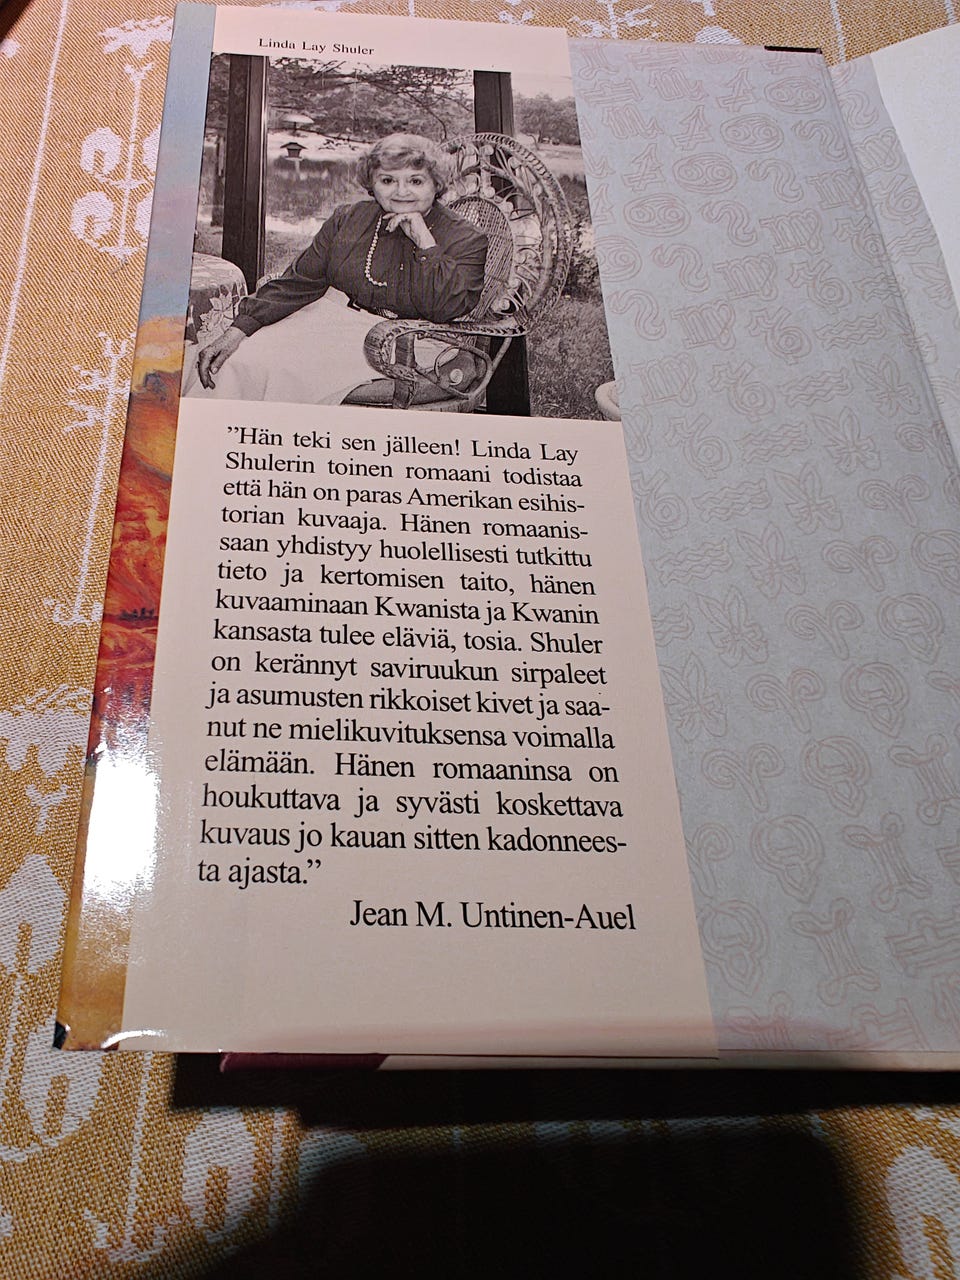 Linda Lay Shuler
”Hän teki sen jälleen! Linda Lay
Shulerin toinen romaani todistaa
että hän on paras Amerikan esihis-
torian kuvaaja. Hänen romaanis-
saan yhdistyy huolellisesti tutkittu
tieto ja kertomisen taito, hänen
kuvaaminaan Kwanista ja Kwanin
kansasta tulee eläviä, tosia. Shuler
on kerännyt saviruukun sirpaleet
ja asumusten rikkoiset kivet ja saa-
nut ne mielikuvituksensa voimalla
elämään. Hänen romaaninsa on
houkuttava ja syvästi koskettava
kuvaus jo kauan sitten kadonnees-
ta ajasta.”
Jean M. Untinen-Auel